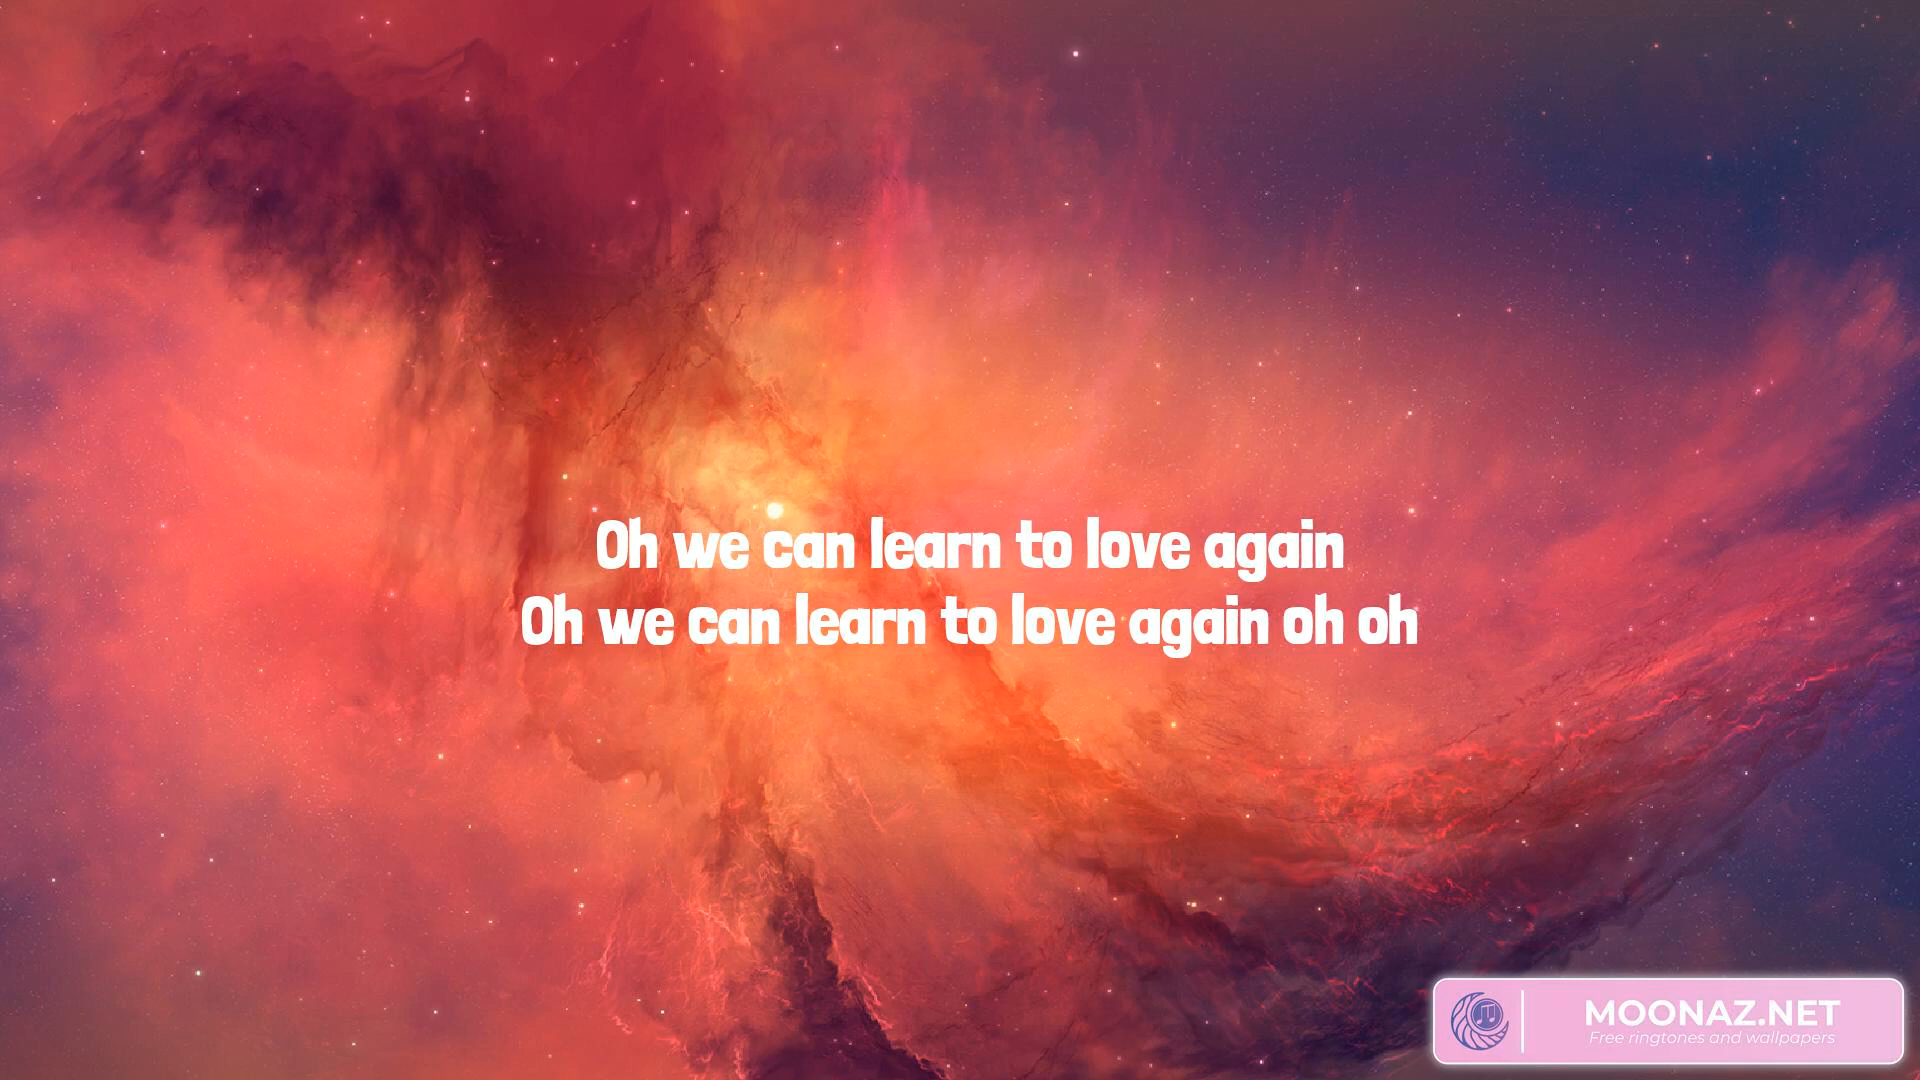 Oh we can learn to love again
Oh we can learn to love again oh oh
MOONAZ.NET
Free ringtones and wallpapers